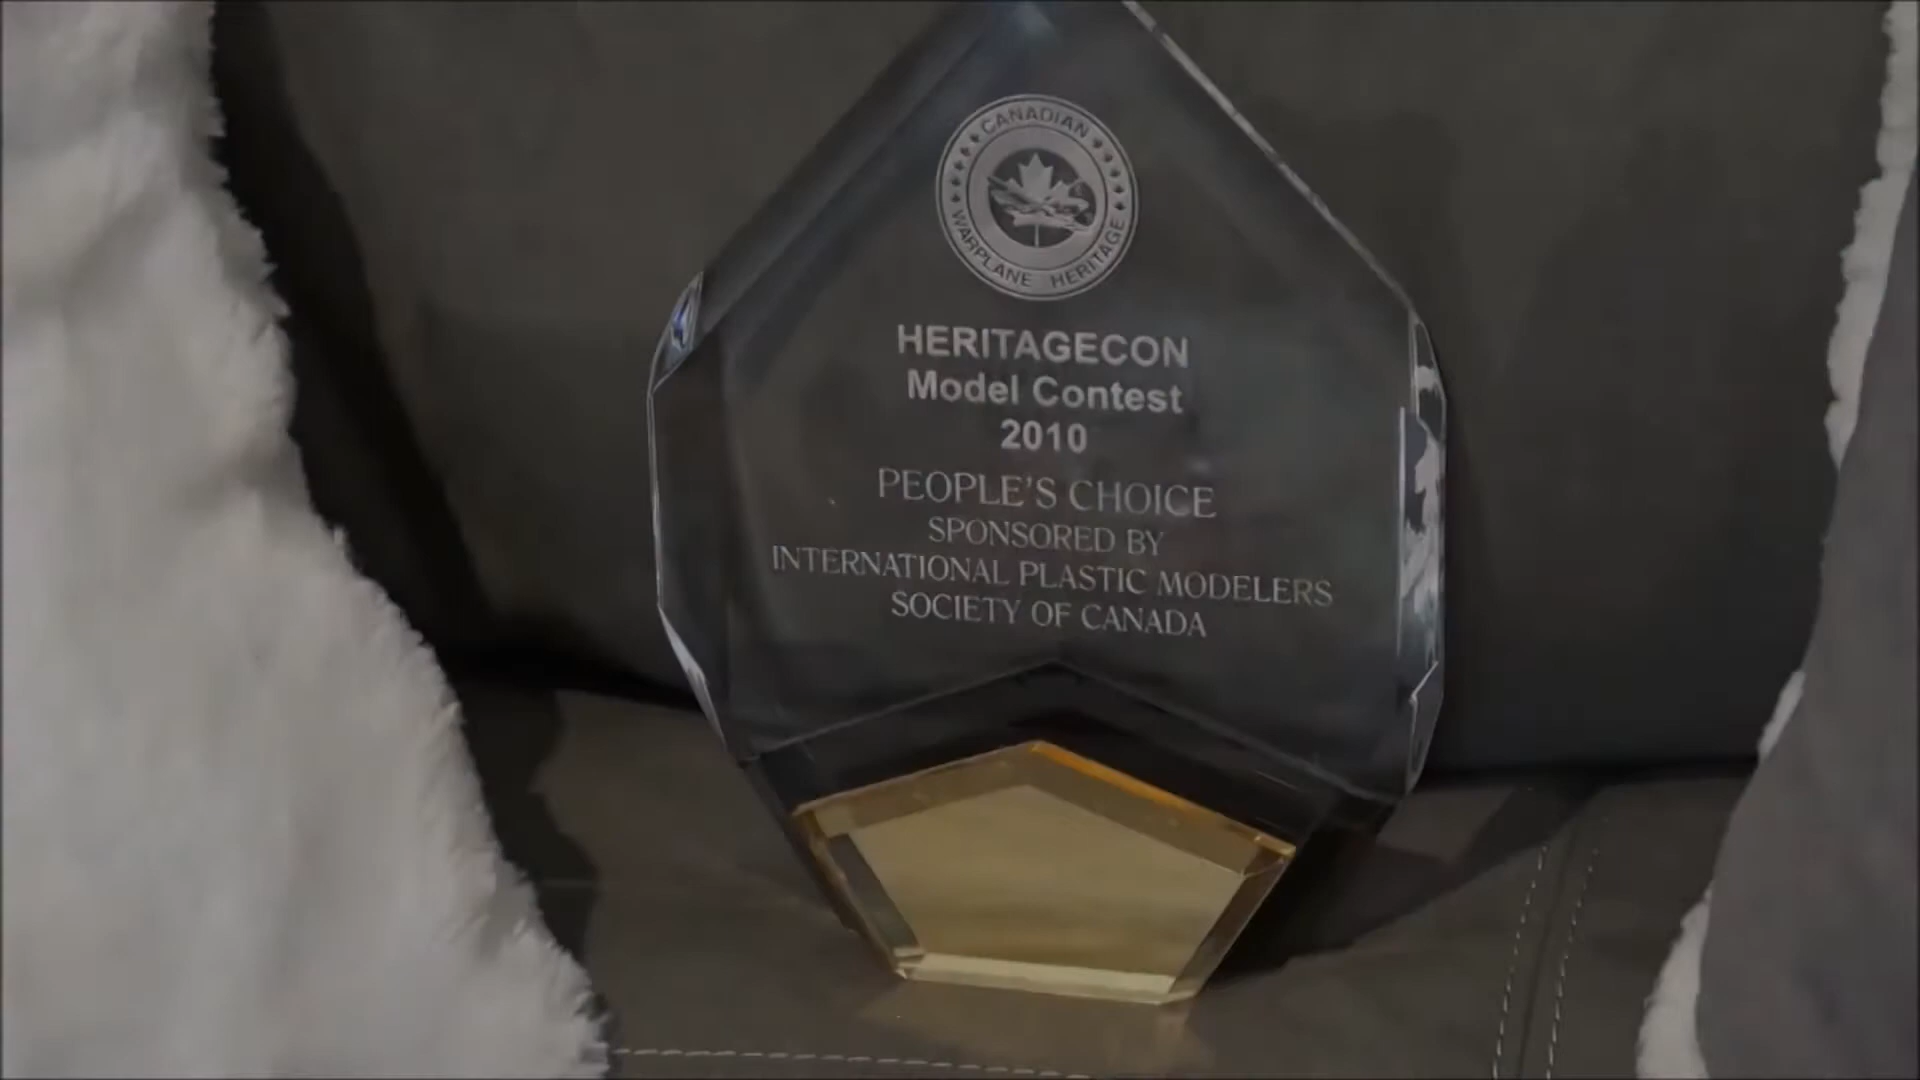 CANADIAN
WARPLANE HERITAGE
HERITAGECON
Model Contest
2010
PEOPLE'S CHOICE
SPONSORED BY
INTERNATIONAL PLASTIC MODELERS
SOCIETY OF CANADA